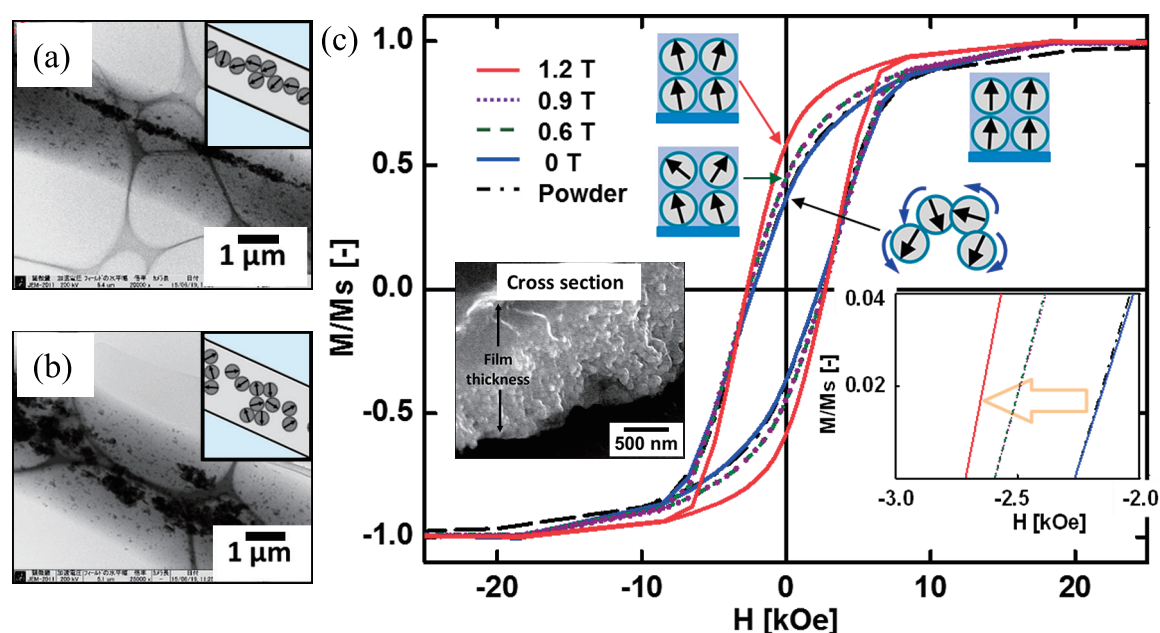 (a)
1 μm
(b)
1 μm
(c)
1.2 T
0.9 T
0.6 T
0 T
Powder
M/Ms [-]
1.0
0.5
0.0
-0.5
-1.0
-20
-10
0
10
20
H [kOe]
Cross section
Film
thickness
500 nm
M/Ms [-]
0.04
0.02
-3.0
-2.5
-2.0
H [kOe]